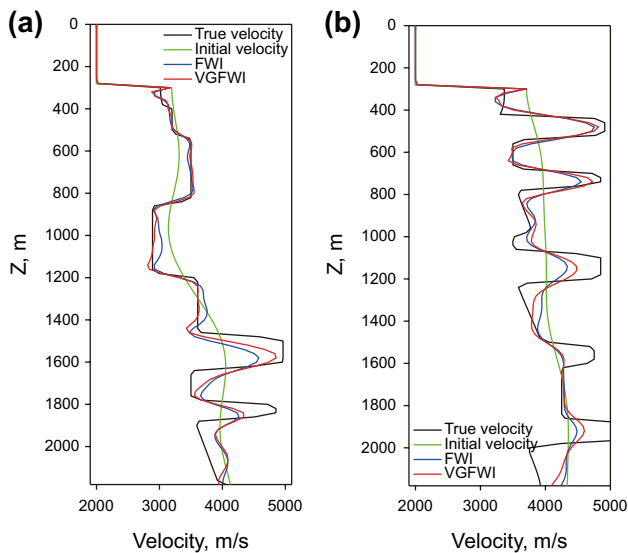 (a)
0
200
400
600
800
1000
1200
1400
1600
1800
2000
Z, m
True velocity
Initial velocity
FWI
VGFWI
2000 3000 4000 5000
Velocity, m/s
(b)
0
200
400
600
800
1000
1200
1400
1600
1800
2000
Z, m
True velocity
Initial velocity
FWI
VGFWI
2000 3000 4000 5000
Velocity, m/s